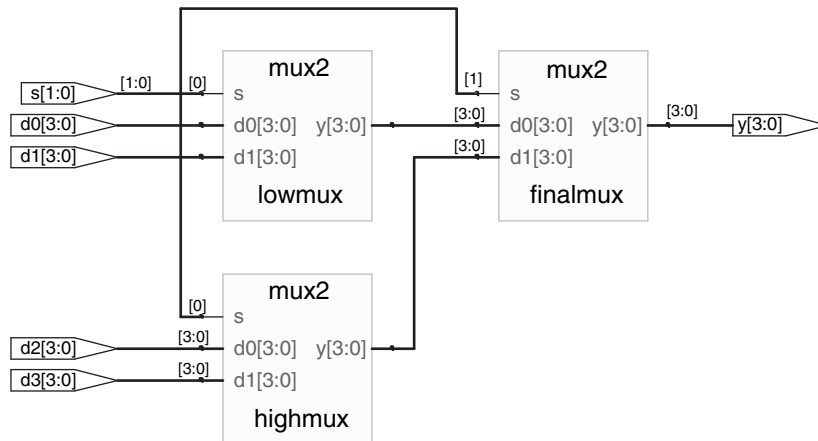 mux2 mux2
s[1:0] [1:0] [0] s [1] s
d0[3:0] d0[3:0] y[3:0] [3:0] d0[3:0] y[3:0] [3:0] y[3:0]
d1[3:0] d1[3:0] [3:0] d1[3:0]
lowmux finalmux
mux2
[0] s
d2[3:0] [3:0] d0[3:0] y[3:0]
d3[3:0] [3:0] d1[3:0]
highmux